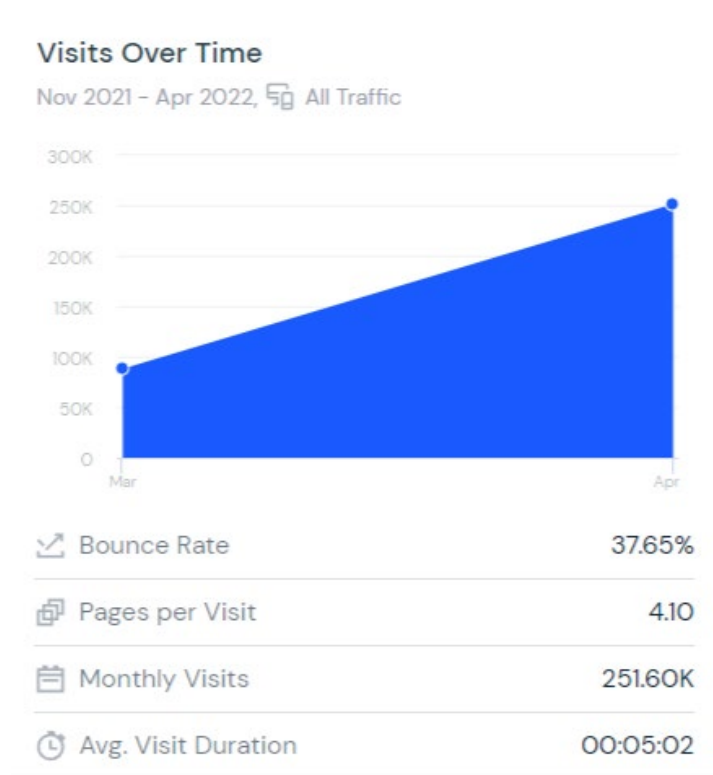 Visits Over Time
Nov 2021 - Apr 2022, All Traffic
300K
250K
200K
150K
100K
50K
0
Mar Apr
Bounce Rate 37.65%
Pages per Visit 4.10
Monthly Visits 251.60K
Avg. Visit Duration 00:05:02